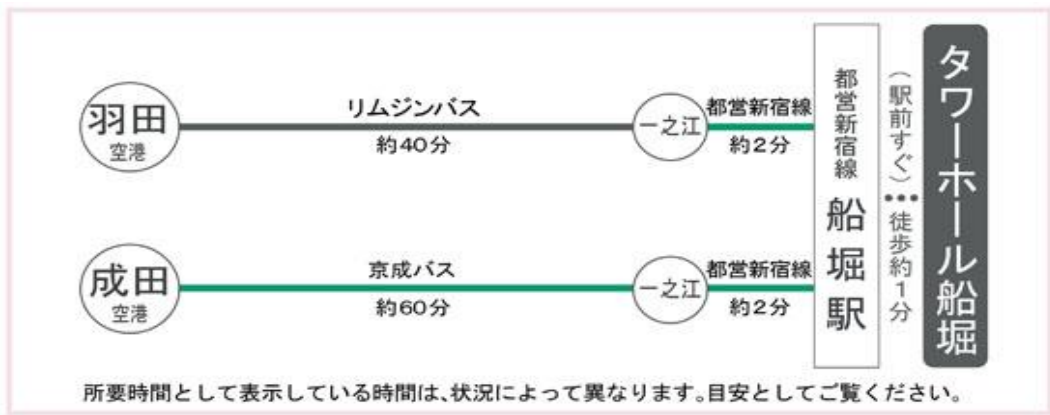 羽田
空港
リムジンバス
約40分
一之江
都営新宿線
約2分
成田
空港
京成バス
約60分
一之江
都営新宿線
約2分
都営新宿線 船堀駅
(駅前すぐ)•••徒歩約1分
タワーホール船堀
所要時間として表示している時間は、状況によって異なります。目安としてご覧ください。